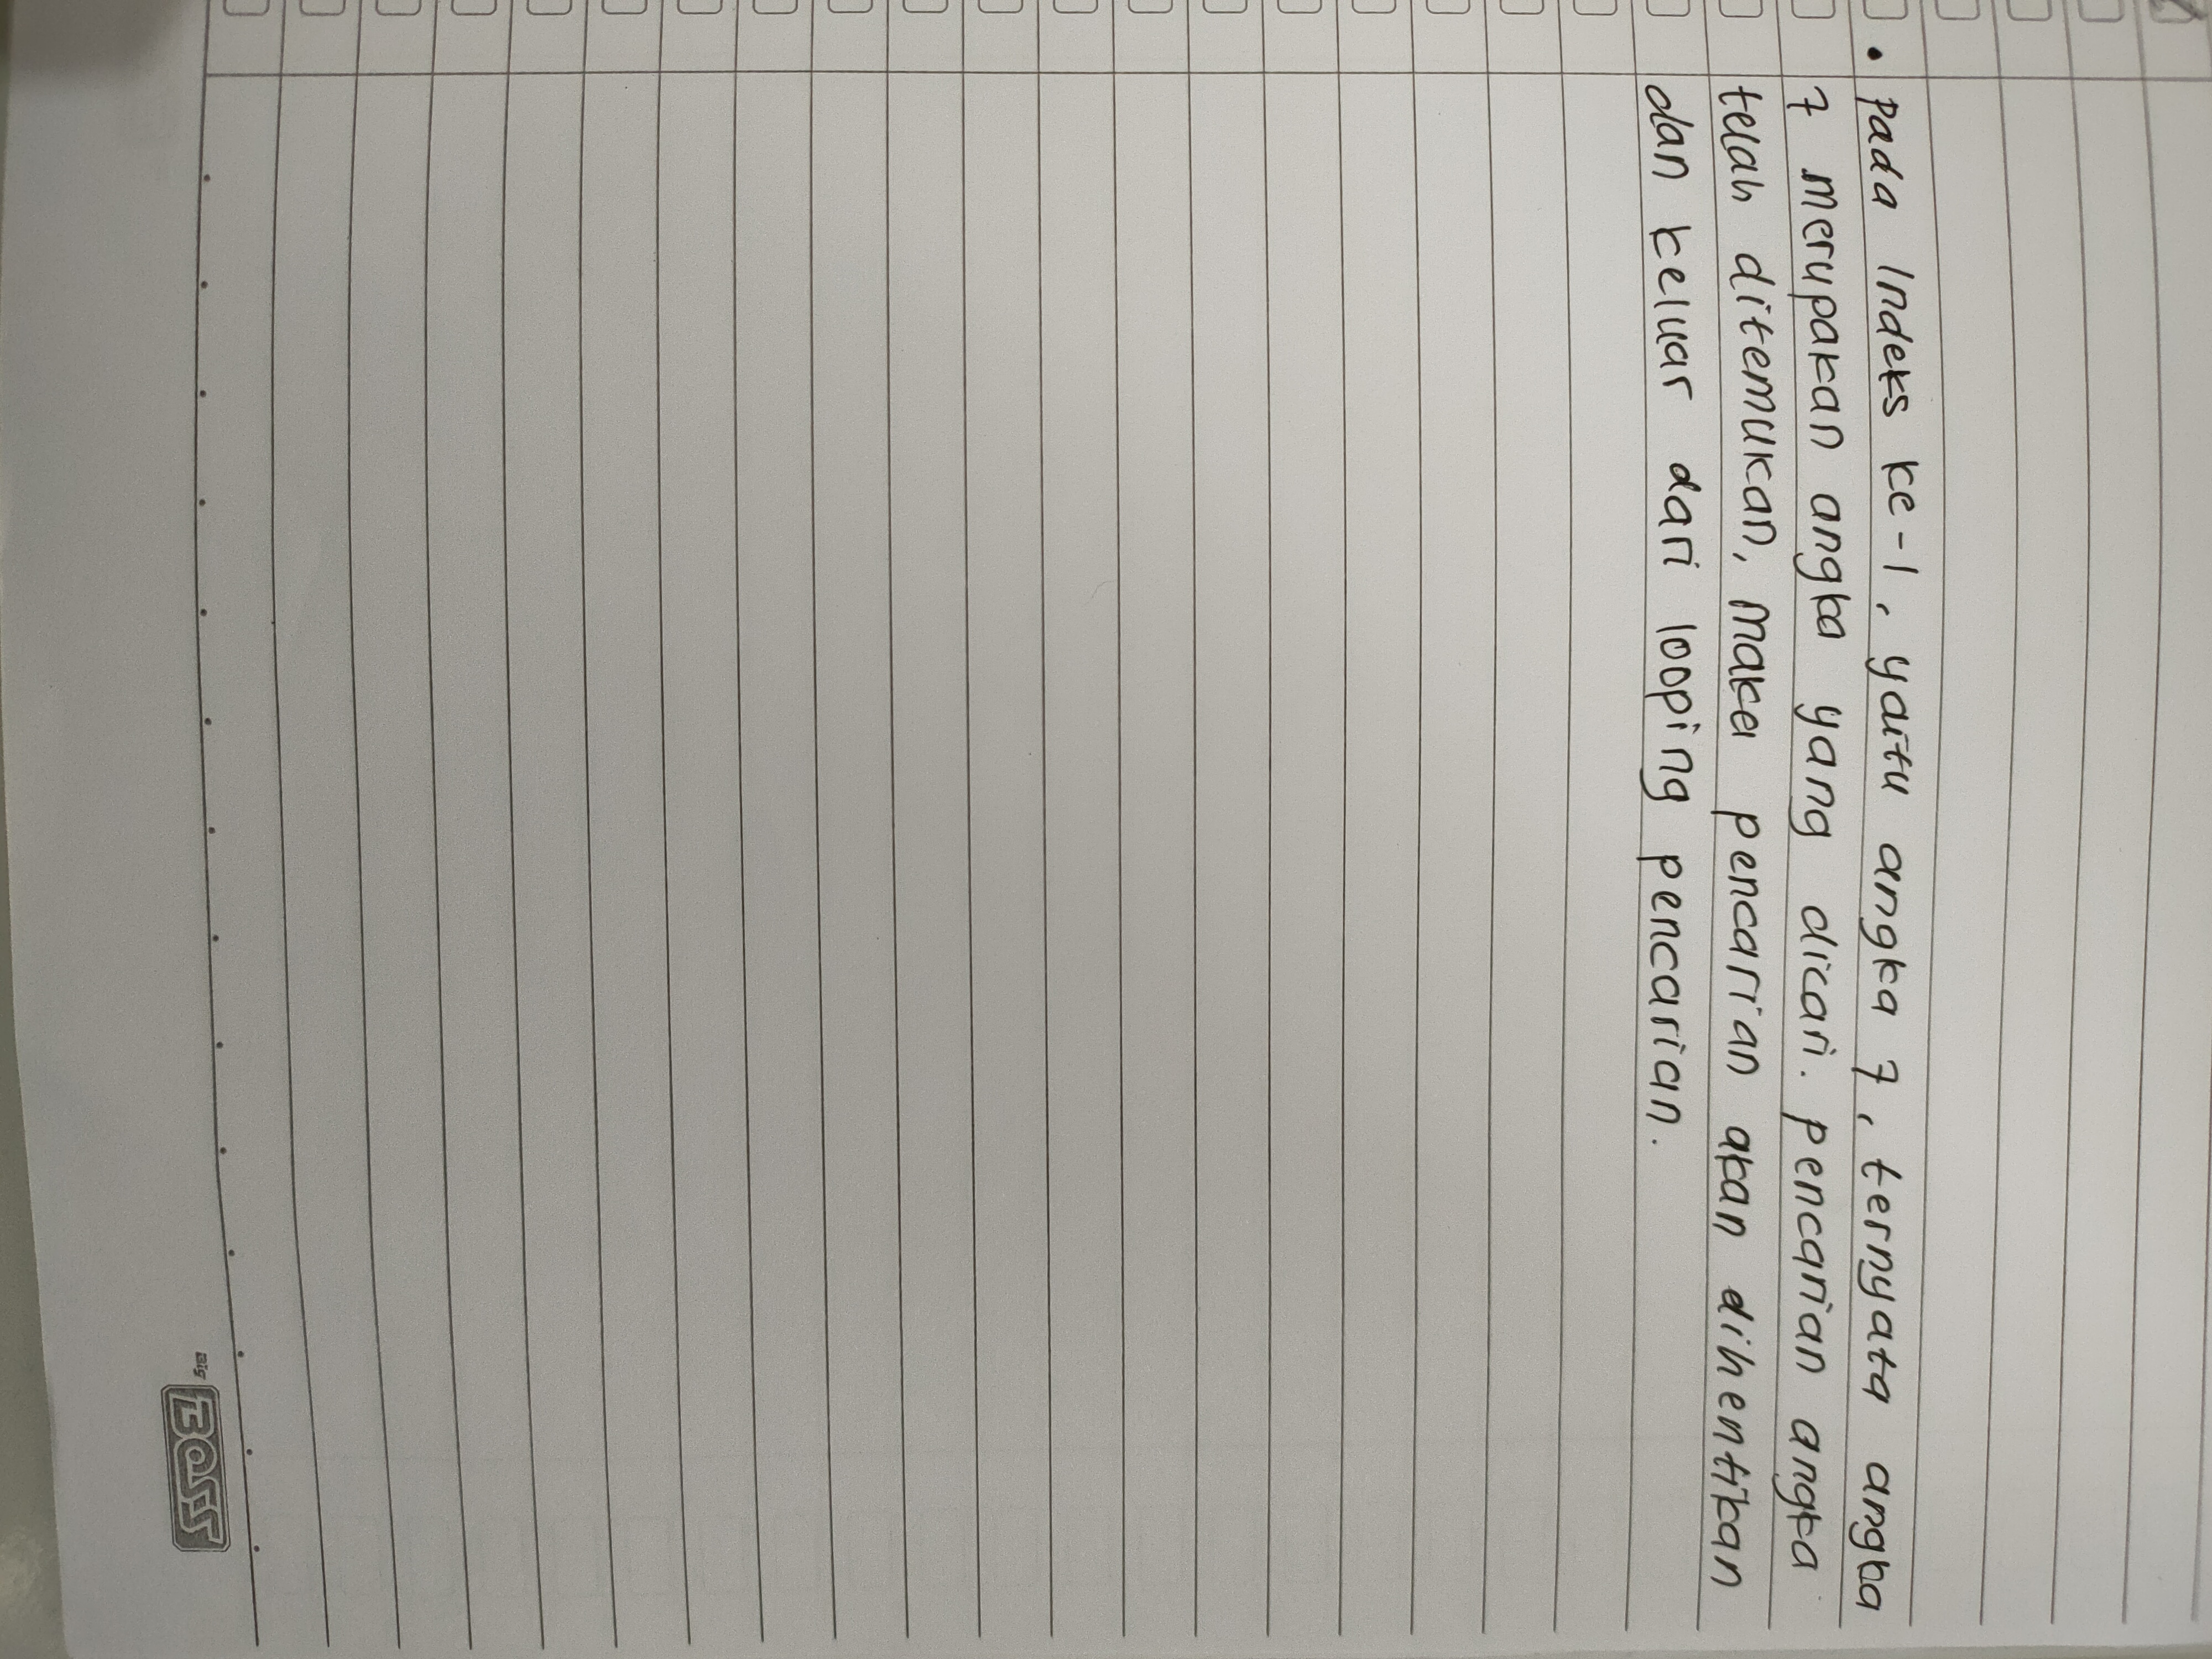 • pada Indeks ke-1, yaitu angka 7, ternyata angka
7 merupakan angka yang dicari. pencarian angka
telah ditemukan, maka pencarian akan dihentikan
dan keluar dari looping pencarian.
Big BOSS